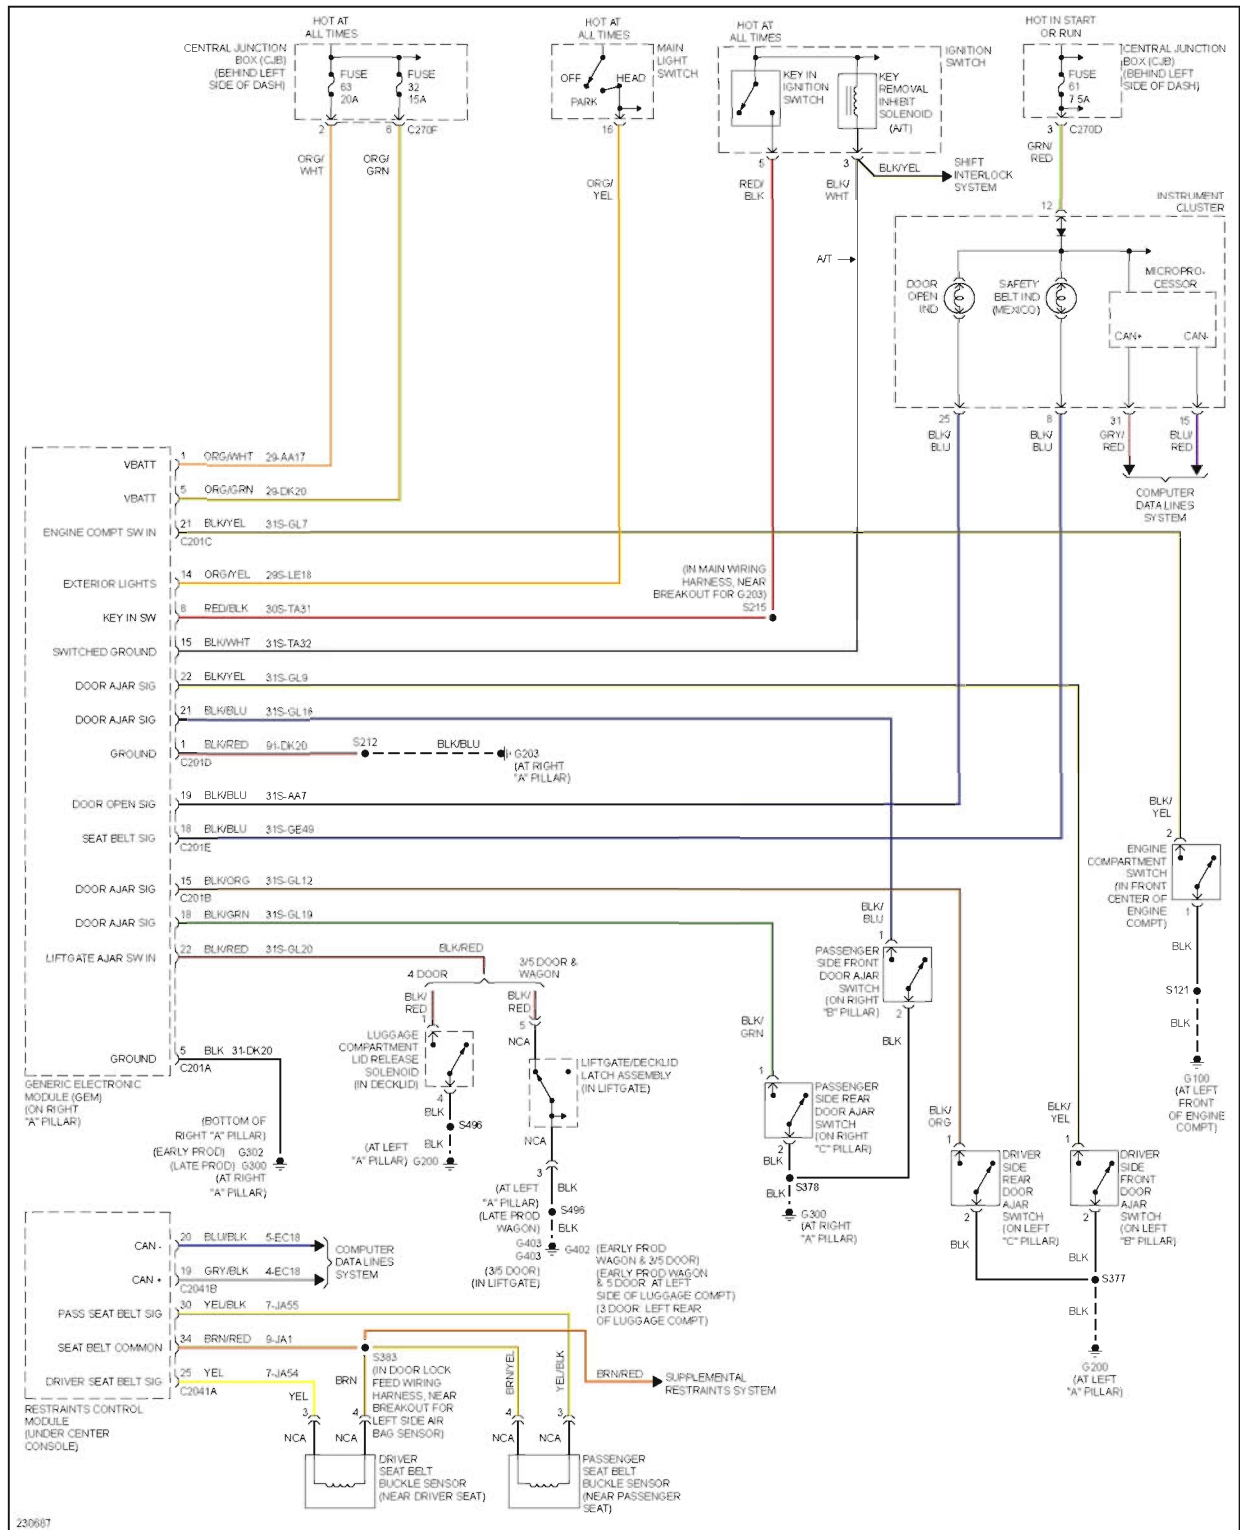 HOT AT
ALL TIMES
CENTRAL JUNCTION
BOX (CJB)
(BEHIND LEFT
SIDE OF DASH)
FUSE
63
20A
FUSE
32
15A
2
6
C270F
ORG/
WHT
ORG/
GRN
HOT AT
ALL TIMES
MAIN
LIGHT
SWITCH
OFF
HEAD
PARK
16
ORG/
YEL
HOT AT
ALL TIMES
IGNITION
SWITCH
KEY IN
IGNITION
SWITCH
KEY
REMOVAL
INHIBIT
SOLENOID
(A/T)
5
3
RED/
BLK
BLK/
WHT
BLK/YEL
SHIFT
INTERLOCK
SYSTEM
A/T
HOT IN START
OR RUN
CENTRAL JUNCTION
BOX (CJB)
(BEHIND LEFT
SIDE OF DASH)
FUSE
61
7.5A
3
C270D
GRN/
RED
12
INSTRUMENT
CLUSTER
DOOR
OPEN
IND
SAFETY
BELT IND
(MEXICO)
MICROPRO-
CESSOR
CAN+
CAN-
25
8
31
15
BLK/
BLU
BLK/
BLU
GRY/
RED
BLU/
RED
COMPUTER
DATA LINES
SYSTEM
VBATT
1
ORG/WHT
29-AA17
VBATT
5
ORG/GRN
29-DK20
ENGINE COMPT SW IN
21
BLK/YEL
31S-GL7
C201C
EXTERIOR LIGHTS
14
ORG/YEL
29S-LE18
(IN MAIN WIRING
HARNESS, NEAR
BREAKOUT FOR G203)
S215
KEY IN SW
8
RED/BLK
30S-TA31
SWITCHED GROUND
15
BLK/WHT
31S-TA32
DOOR AJAR SIG
22
BLK/YEL
31S-GL9
DOOR AJAR SIG
21
BLK/BLU
31S-GL16
GROUND
1
BLK/RED
91-DK20
C201D
S212
BLK/BLU
G203
(AT RIGHT
"A" PILLAR)
DOOR OPEN SIG
19
BLK/BLU
31S-AA7
SEAT BELT SIG
18
BLK/BLU
31S-GE49
C201E
DOOR AJAR SIG
15
BLK/ORG
31S-GL12
C201B
DOOR AJAR SIG
18
BLK/GRN
31S-GL19
LIFTGATE AJAR SW IN
22
BLK/RED
31S-GL20
GROUND
5
BLK
31-DK20
C201A
GENERIC ELECTRONIC
MODULE (GEM)
(ON RIGHT
"A" PILLAR)
(BOTTOM OF
RIGHT "A" PILLAR)
(EARLY PROD)
G302
(LATE PROD)
G300
(AT RIGHT
"A" PILLAR)
BLK/RED
4 DOOR
3/5 DOOR &
WAGON
BLK/
RED
1
BLK/
RED
5
NCA
LUGGAGE
COMPARTMENT
LID RELEASE
SOLENOID
(IN DECKLID)
4
BLK
S496
BLK
(AT LEFT
"A" PILLAR)
G200
LIFTGATE/DECKLID
LATCH ASSEMBLY
(IN LIFTGATE)
NCA
3
BLK
(AT LEFT
"A" PILLAR)
(LATE PROD
WAGON)
S496
BLK
G403
G403
(3/5 DOOR)
(IN LIFTGATE)
G402
(EARLY PROD
WAGON & 3/5 DOOR)
(EARLY PROD WAGON
& 5 DOOR: AT LEFT
SIDE OF LUGGAGE COMPT)
(3 DOOR: LEFT REAR
OF LUGGAGE COMPT)
BLK/
GRN
1
PASSENGER
SIDE REAR
DOOR AJAR
SWITCH
(ON RIGHT
"C" PILLAR)
2
BLK
S378
BLK
G300
(AT RIGHT
"A" PILLAR)
BLK/
BLU
1
PASSENGER
SIDE FRONT
DOOR AJAR
SWITCH
(ON RIGHT
"B" PILLAR)
2
BLK
BLK/
ORG
1
DRIVER
SIDE
REAR
DOOR
AJAR
SWITCH
(ON LEFT
"C" PILLAR)
2
BLK
BLK/
YEL
1
DRIVER
SIDE
FRONT
DOOR
AJAR
SWITCH
(ON LEFT
"B" PILLAR)
2
BLK
S377
BLK
G200
(AT LEFT
"A" PILLAR)
BLK/
YEL
2
ENGINE
COMPARTMENT
SWITCH
(IN FRONT
CENTER OF
ENGINE
COMPT)
1
BLK
S121
BLK
G100
(AT LEFT
FRONT
OF ENGINE
COMPT)
CAN -
20
BLU/BLK
5-EC18
CAN +
19
GRY/BLK
4-EC18
C2041B
COMPUTER
DATA LINES
SYSTEM
PASS SEAT BELT SIG
30
YEL/BLK
7-JA55
SEAT BELT COMMON
34
BRN/RED
9-JA1
DRIVER SEAT BELT SIG
25
YEL
7-JA54
C2041A
RESTRAINTS CONTROL
MODULE
(UNDER CENTER
CONSOLE)
S383
(IN DOOR LOCK
FEED WIRING
HARNESS, NEAR
BREAKOUT FOR
LEFT SIDE AIR
BAG SENSOR)
YEL
BRN
3
4
NCA
NCA
DRIVER
SEAT BELT
BUCKLE SENSOR
(NEAR DRIVER SEAT)
BRN/YEL
YEL/BLK
4
3
NCA
NCA
PASSENGER
SEAT BELT
BUCKLE SENSOR
(NEAR PASSENGER
SEAT)
BRN/RED
SUPPLEMENTAL
RESTRAINTS SYSTEM
230687